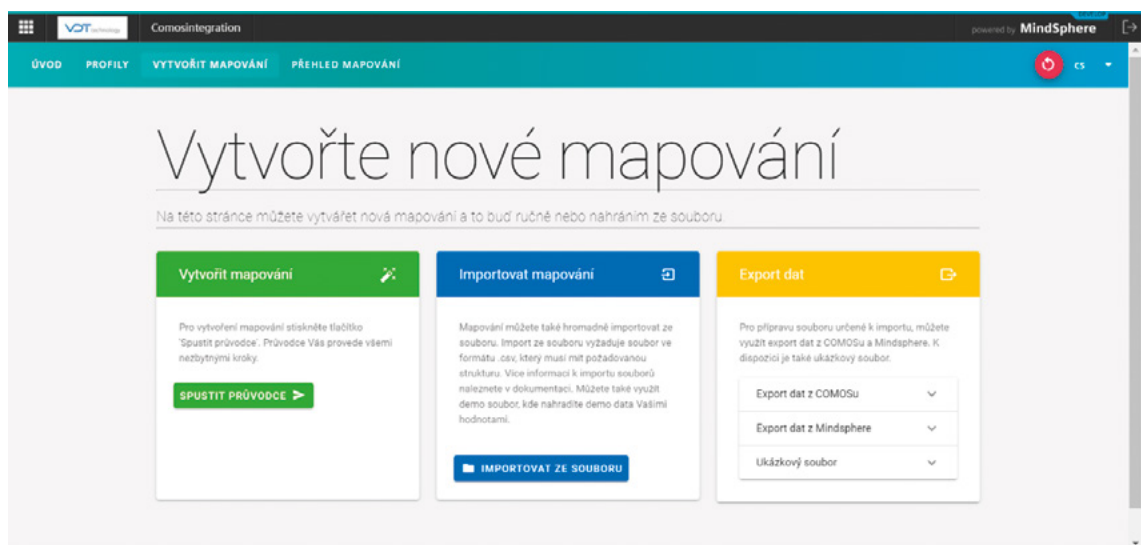 VDT technology
Comosintegration
powered by MindSphere
ÚVOD PROFILY VYTVOŘIT MAPOVÁNÍ PŘEHLED MAPOVÁNÍ
CS
Vytvořte nové mapování
Na této stránce můžete vytvářet nová mapování a to buď ručně nebo nahráním ze souboru.
Vytvořit mapování
Pro vytvoření mapování stiskněte tlačítko
'Spustit průvodce'. Průvodce Vás provede všemi
nezbytnými kroky.
SPUSTIT PRŮVODCE
Importovat mapování
Mapování můžete také hromadně importovat ze
souboru. Import ze souboru vyžaduje soubor ve
formátu .csv, který musí mít požadovanou
strukturu. Více informací k importu souborů
naleznete v dokumentaci. Můžete také využít
demo soubor, kde nahradíte demo data Vašimi
hodnotami.
IMPORTOVAT ZE SOUBORU
Export dat
Pro přípravu souboru určené k importu, můžete
využít export dat z COMOSu a Mindsphere. K
dispozici je také ukázkový soubor.
Export dat z COMOSu
Export dat z Mindsphere
Ukázkový soubor